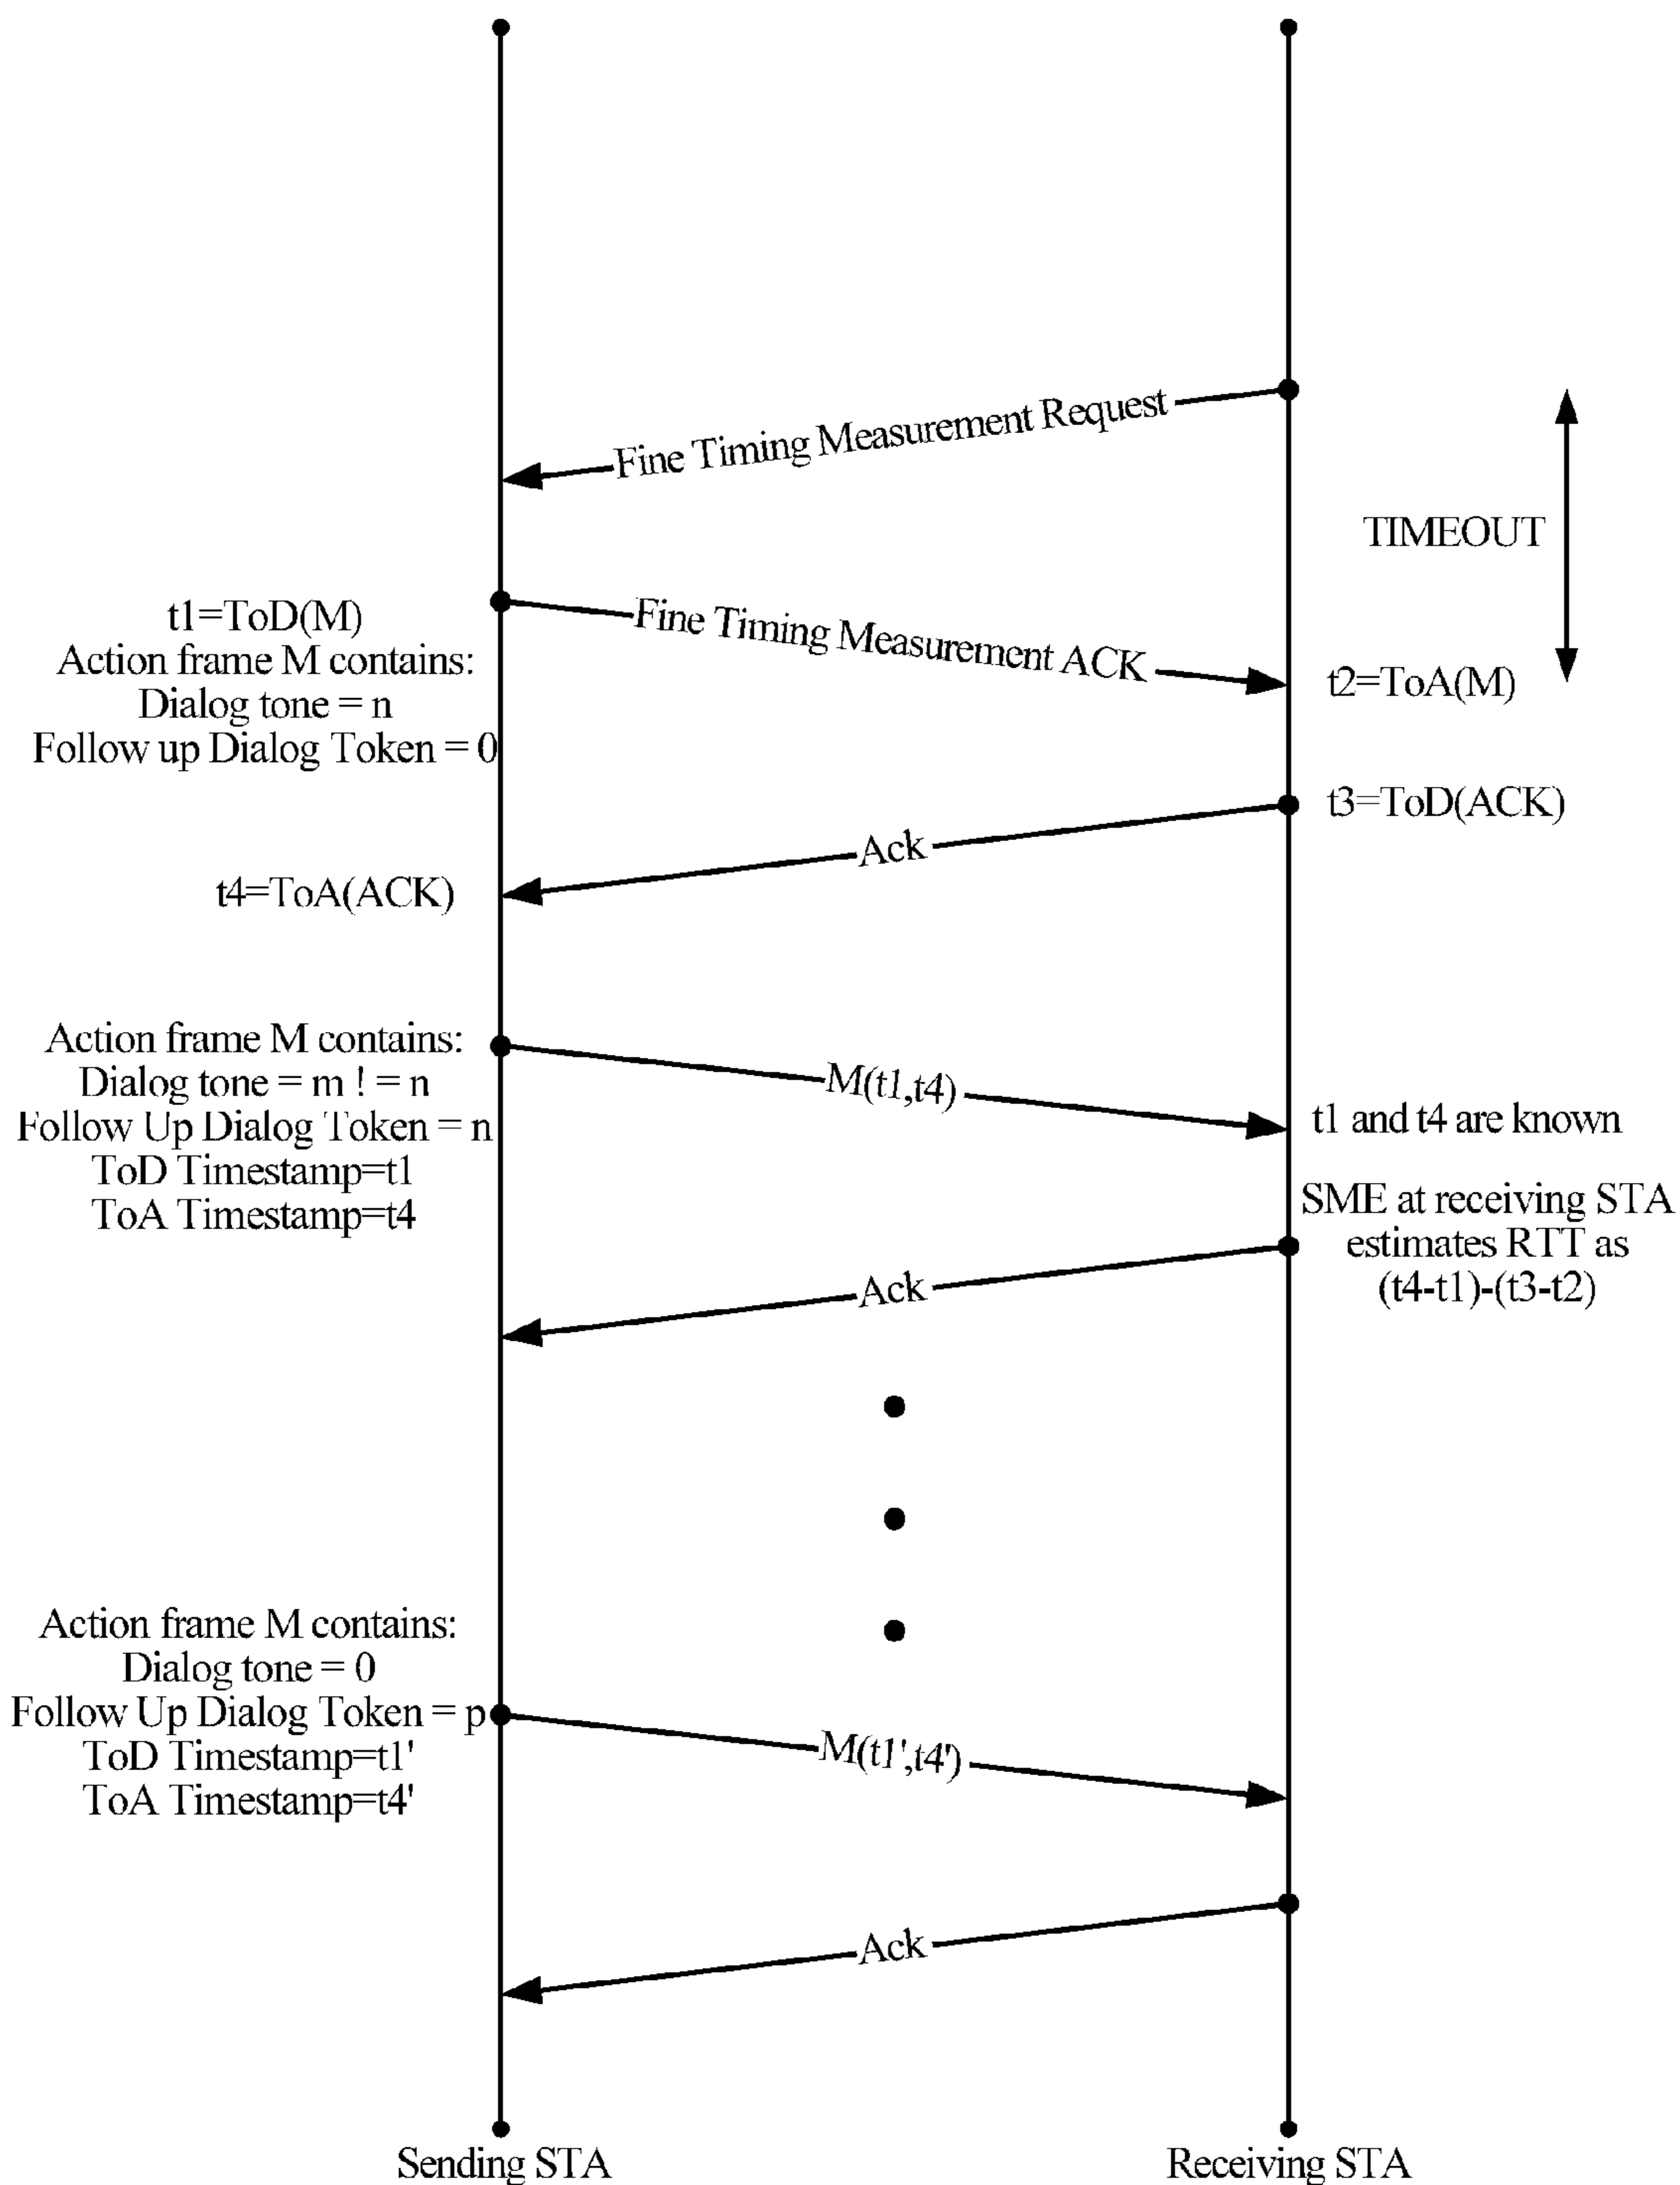 Fine Timing Measurement Request
TIMEOUT
t1=ToD(M)
Action frame M contains:
Dialog tone = n
Follow up Dialog Token = 0
Fine Timing Measurement ACK
t2=ToA(M)
t3=ToD(ACK)
Ack
t4=ToA(ACK)
Action frame M contains:
Dialog tone = m ! = n
Follow Up Dialog Token = n
ToD Timestamp=t1
ToA Timestamp=t4
M(t1,t4)
t1 and t4 are known
SME at receiving STA
estimates RTT as
(t4-t1)-(t3-t2)
Ack
Action frame M contains:
Dialog tone = 0
Follow Up Dialog Token = p
ToD Timestamp=t1'
ToA Timestamp=t4'
M(t1',t4')
Ack
Sending STA
Receiving STA